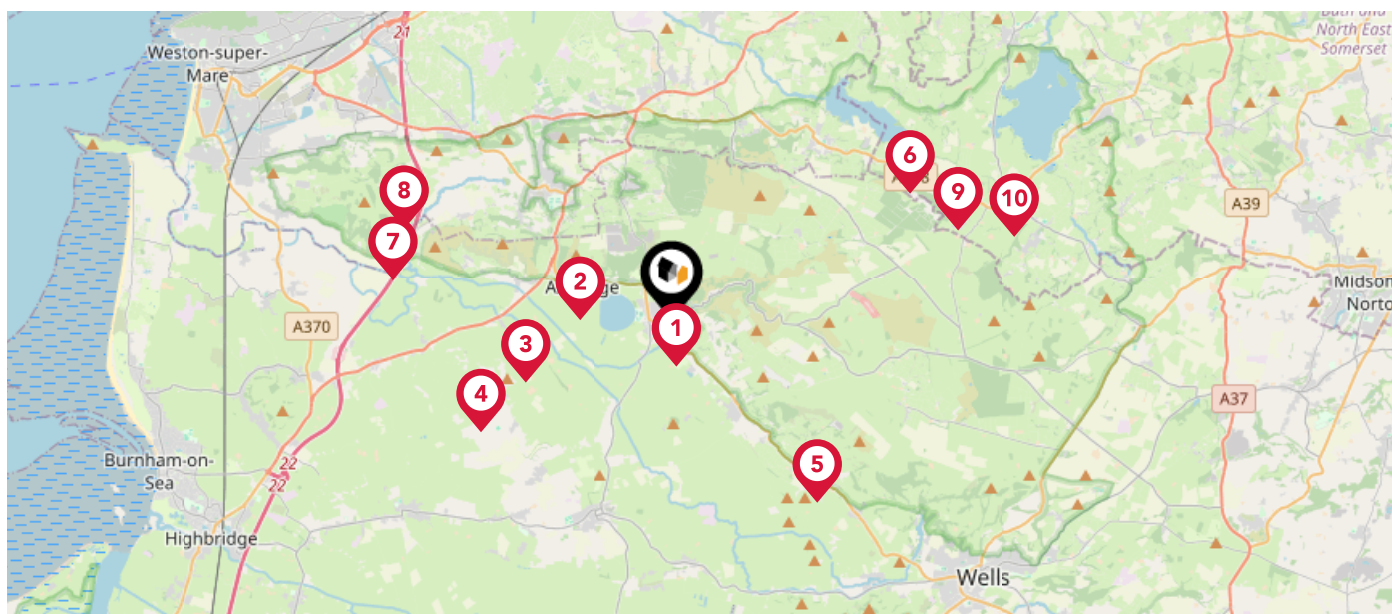 21
Bath and
North East
Somerset
Weston-super-
Mare
6
8
9
10
A39
7
2
Midsom
Norto
A370
1
3
4
A37
5
Burnham-on-
Sea
22
22
Highbridge
Wells